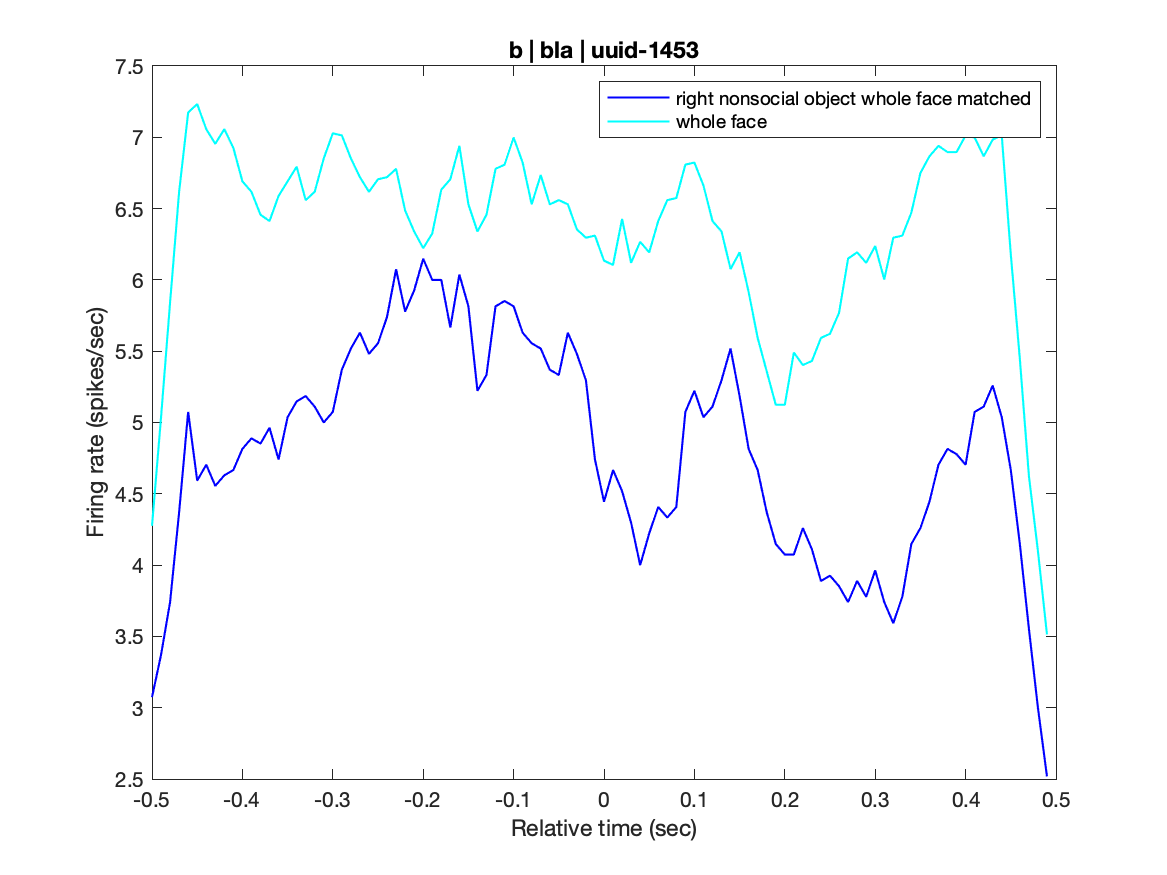 b | bla | uuid-1453
right nonsocial object whole face matched
whole face
7.5
7
6.5
6
5.5
5
4.5
4
3.5
3
2.5
Firing rate (spikes/sec)
-0.5 -0.4 -0.3 -0.2 -0.1 0 0.1 0.2 0.3 0.4 0.5
Relative time (sec)